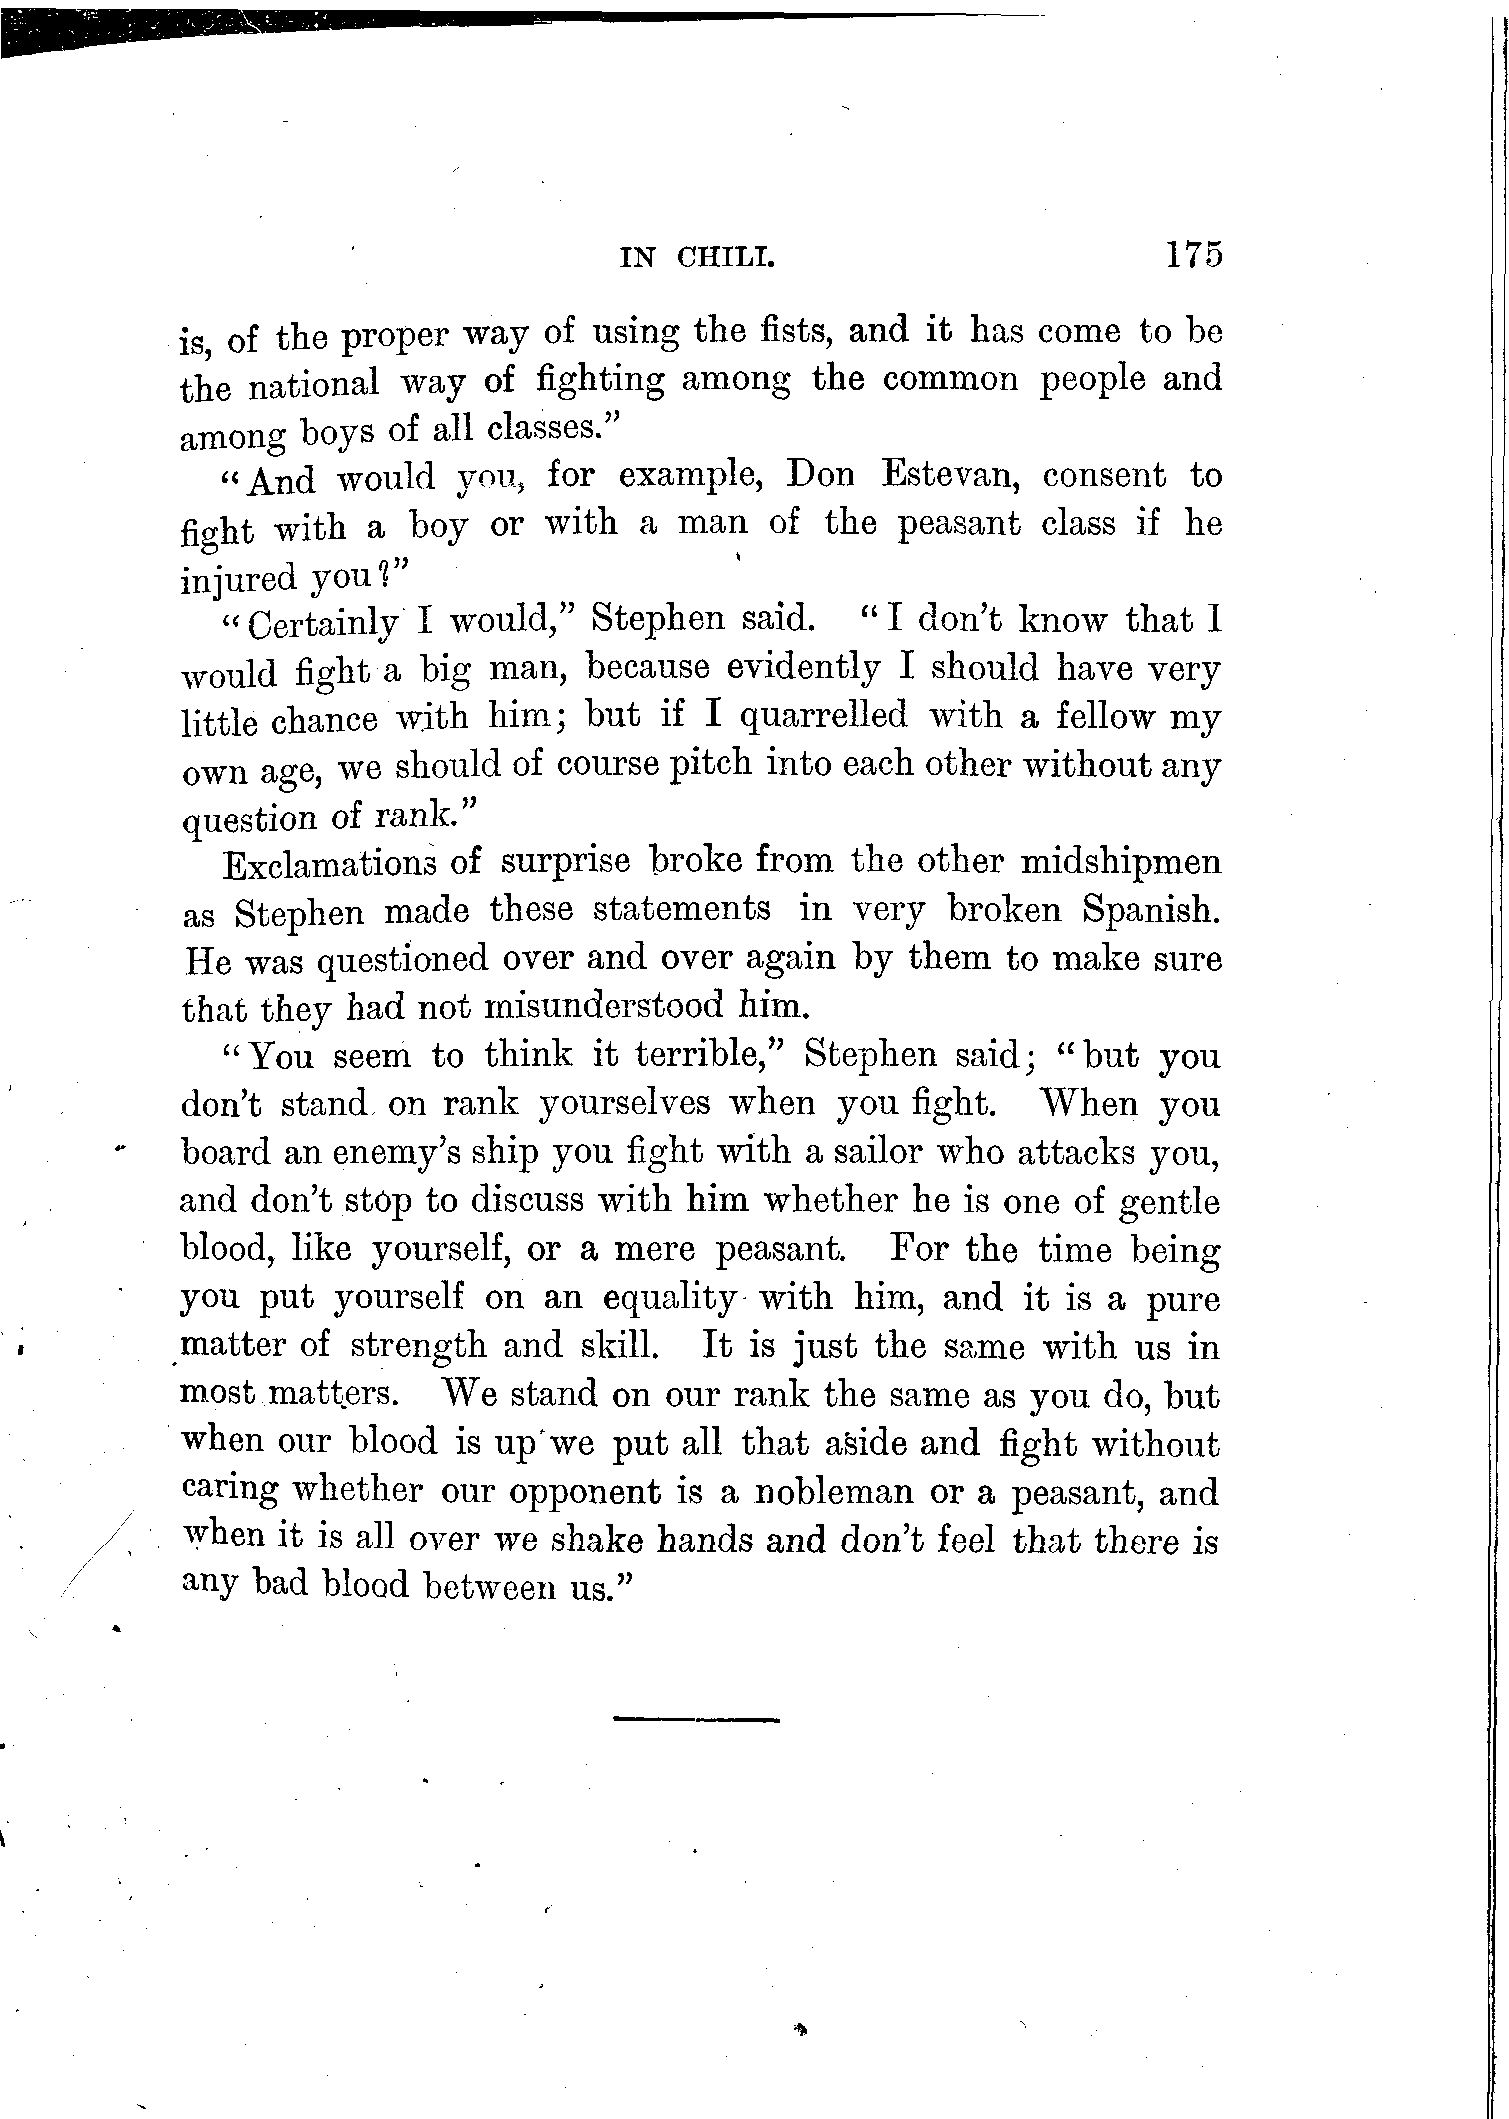 IN CHILI. 175
is, of the proper way of using the fists, and it has come to be
the national way of fighting among the common people and
among boys of all classes."
"And would you, for example, Don Estevan, consent to
fight with a boy or with a man of the peasant class if he
injured you?"
"Certainly I would," Stephen said. "I don't know that I
would fight a big man, because evidently I should have very
little chance with him; but if I quarrelled with a fellow my
own age, we should of course pitch into each other without any
question of rank."
Exclamations of surprise broke from the other midshipmen
as Stephen made these statements in very broken Spanish.
He was questioned over and over again by them to make sure
that they had not misunderstood him.
"You seem to think it terrible," Stephen said; "but you
don't stand on rank yourselves when you fight. When you
board an enemy's ship you fight with a sailor who attacks you,
and don't stop to discuss with him whether he is one of gentle
blood, like yourself, or a mere peasant. For the time being
you put yourself on an equality with him, and it is a pure
matter of strength and skill. It is just the same with us in
most matters. We stand on our rank the same as you do, but
when our blood is up we put all that aside and fight without
caring whether our opponent is a nobleman or a peasant, and
when it is all over we shake hands and don't feel that there is
any bad blood between us."